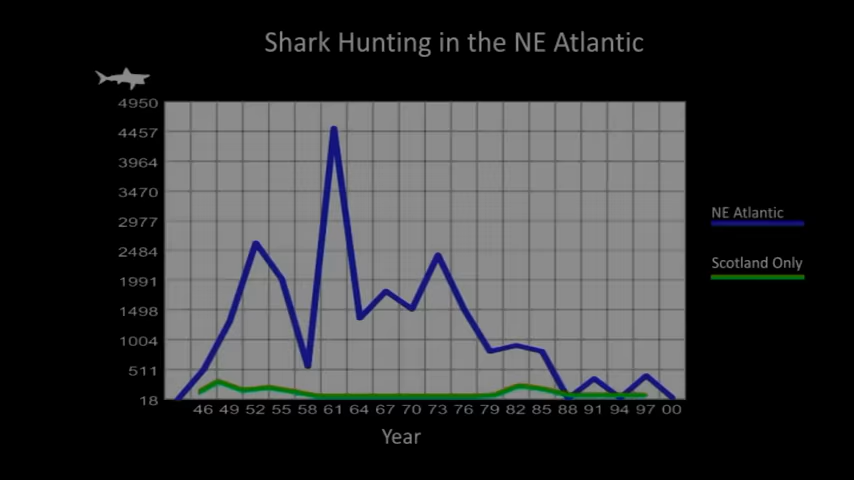 Shark Hunting in the NE Atlantic
4950
4457
3964
3470
2977
2484
1991
1498
1004
511
18
46 49 52 55 58 61 64 67 70 73 76 79 82 85 88 91 94 97 00
Year
NE Atlantic
Scotland Only